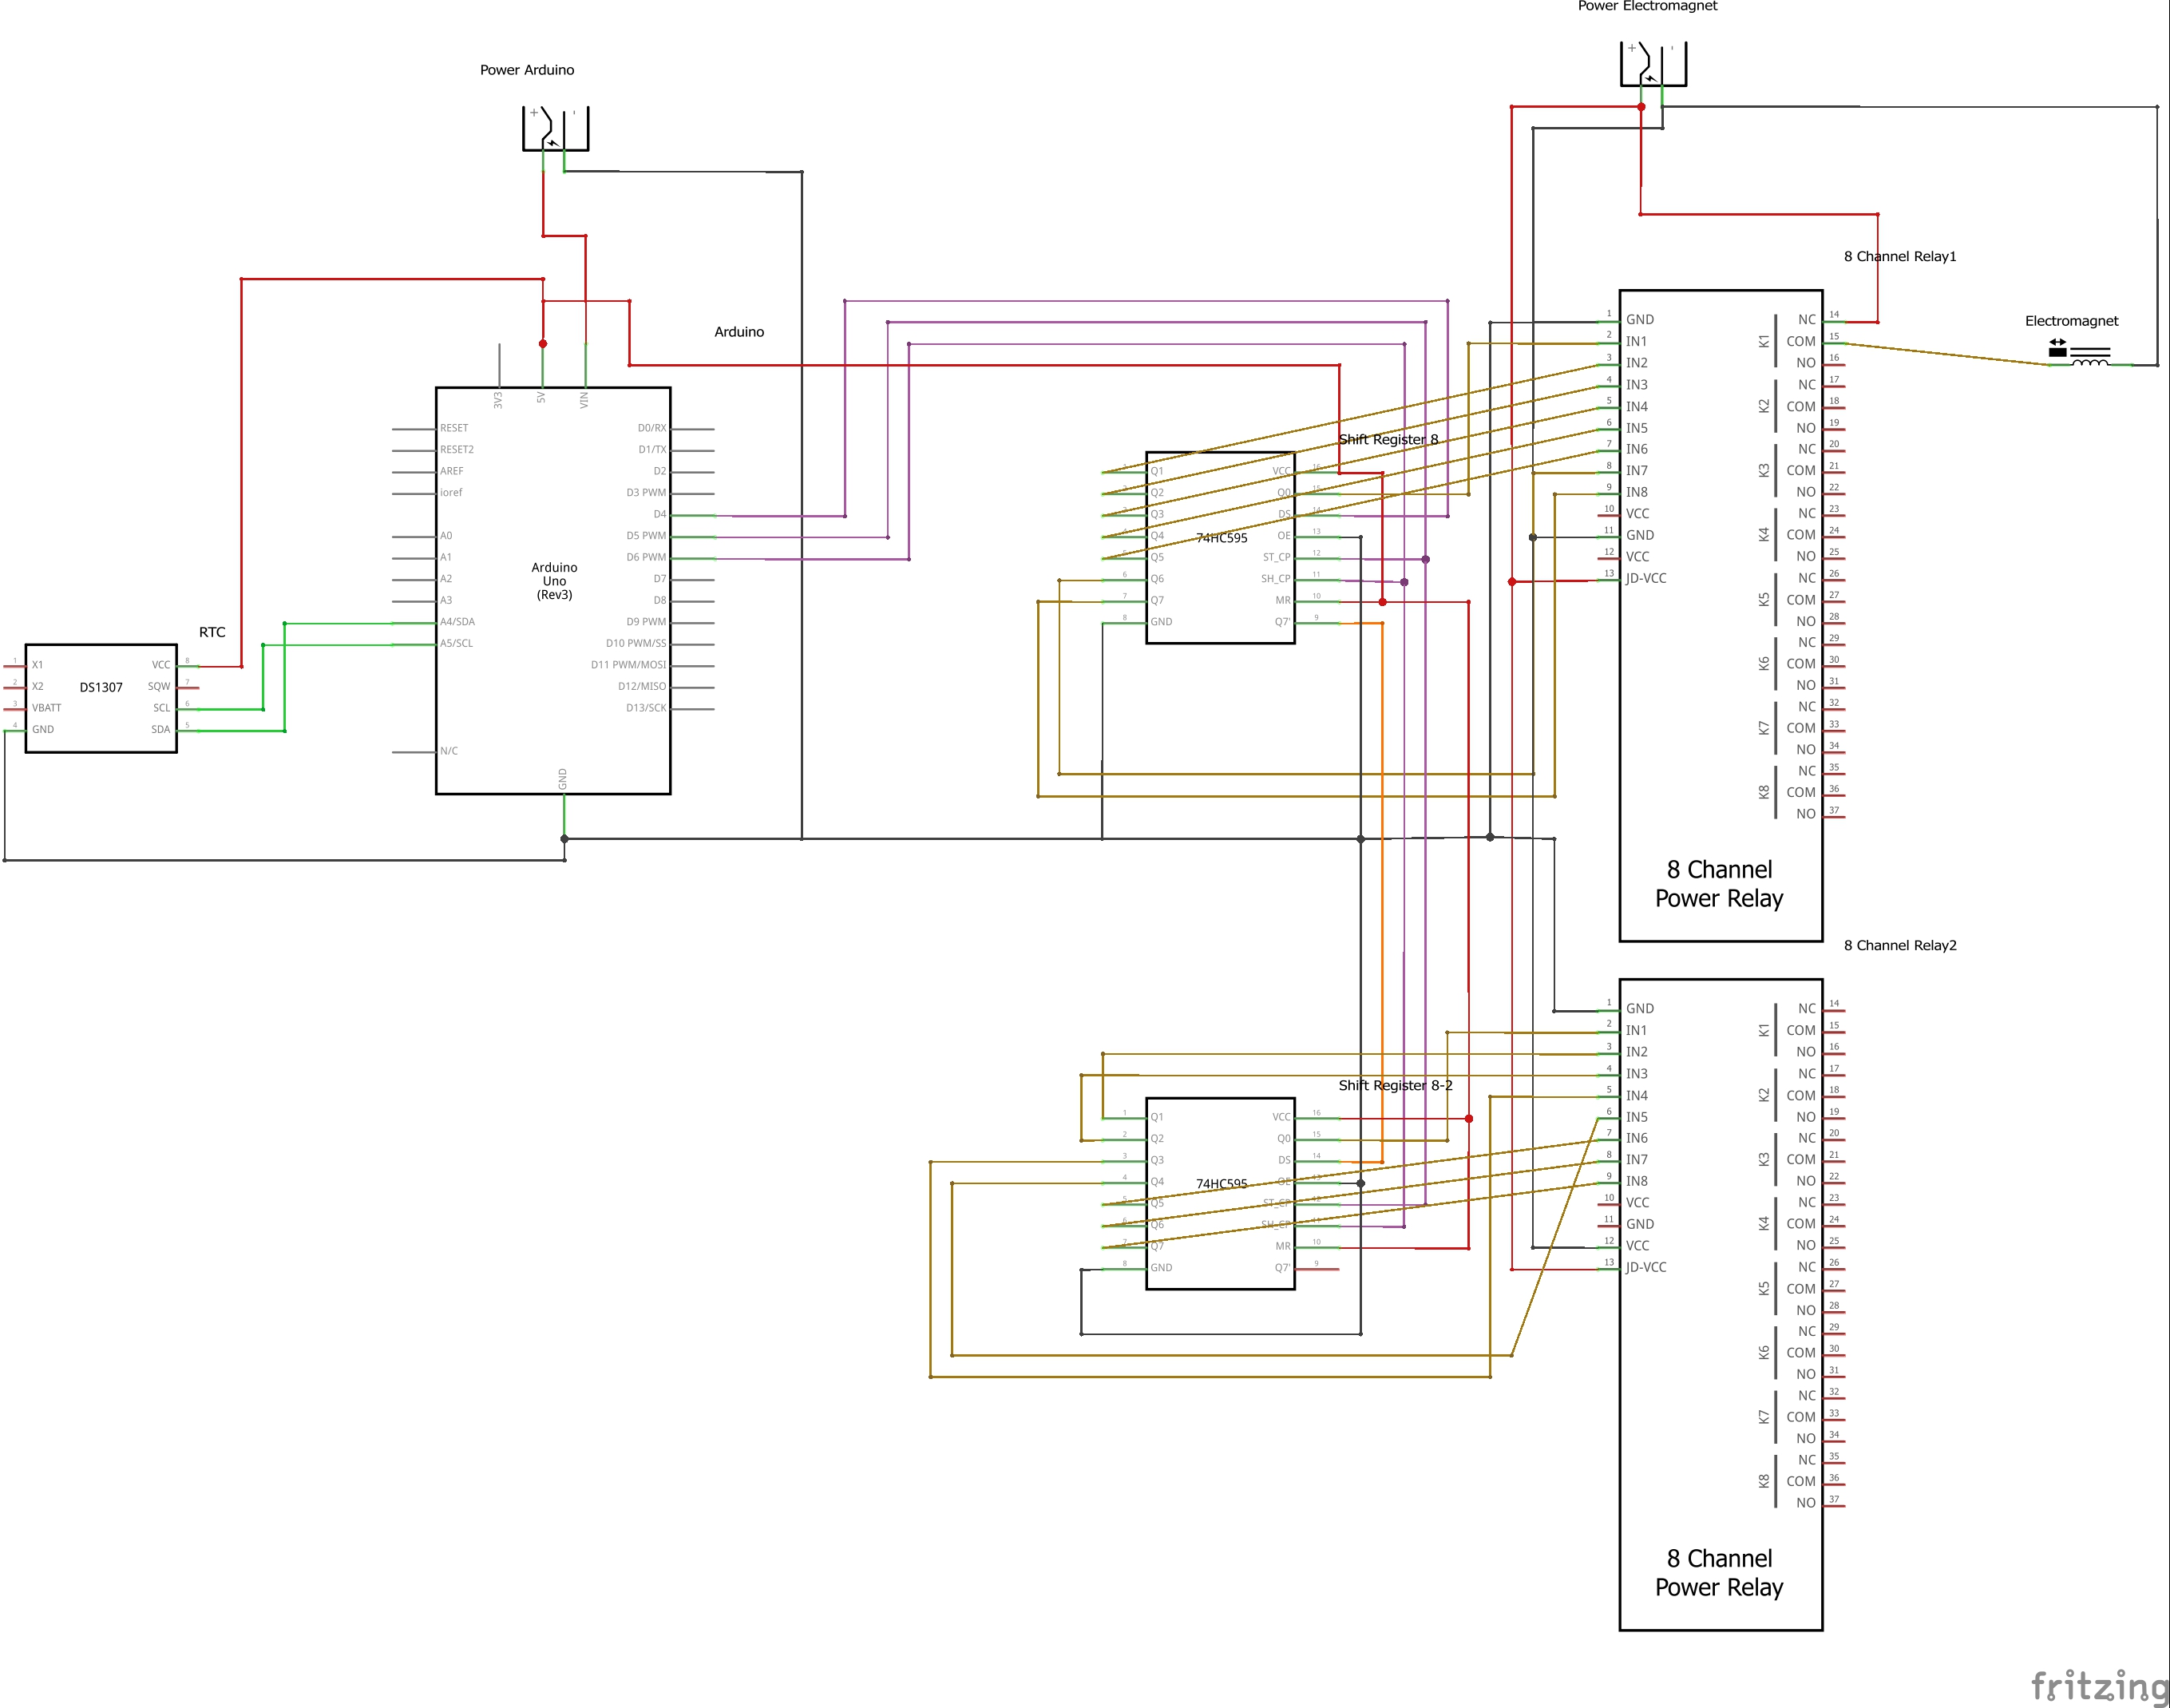 Power Electromagnet
+ -
Power Arduino
+ -
8 Channel Relay1
Electromagnet
Arduino
3V3
5V
VIN
RESET
RESET2
AREF
ioref
A0
A1
A2
A3
A4/SDA
A5/SCL
N/C
D0/RX
D1/TX
D2
D3 PWM
D4
D5 PWM
D6 PWM
D7
D8
D9 PWM
D10 PWM/SS
D11 PWM/MOSI
D12/MISO
D13/SCK
GND
Arduino
Uno
(Rev3)
RTC
DS1307
1 X1
2 X2
3 VBATT
4 GND
VCC 8
SQW 7
SCL 6
SDA 5
Shift Register 8
74HC595
1 Q1
2 Q2
3 Q3
4 Q4
5 Q5
6 Q6
7 Q7
8 GND
VCC 16
Q0 15
DS 14
OE 13
ST_CP 12
SH_CP 11
MR 10
Q7' 9
1 GND
2 IN1
3 IN2
4 IN3
5 IN4
6 IN5
7 IN6
8 IN7
9 IN8
10 VCC
11 GND
12 VCC
13 JD-VCC
K1
NC 14
COM 15
NO 16
K2
NC 17
COM 18
NO 19
K3
NC 20
COM 21
NO 22
K4
NC 23
COM 24
NO 25
K5
NC 26
COM 27
NO 28
K6
NC 29
COM 30
NO 31
K7
NC 32
COM 33
NO 34
K8
NC 35
COM 36
NO 37
8 Channel
Power Relay
8 Channel Relay2
Shift Register 8-2
74HC595
1 Q1
2 Q2
3 Q3
4 Q4
5 Q5
6 Q6
7 Q7
8 GND
VCC 16
Q0 15
DS 14
OE 13
ST_CP 12
SH_CP 11
MR 10
Q7' 9
1 GND
2 IN1
3 IN2
4 IN3
5 IN4
6 IN5
7 IN6
8 IN7
9 IN8
10 VCC
11 GND
12 VCC
13 JD-VCC
K1
NC 14
COM 15
NO 16
K2
NC 17
COM 18
NO 19
K3
NC 20
COM 21
NO 22
K4
NC 23
COM 24
NO 25
K5
NC 26
COM 27
NO 28
K6
NC 29
COM 30
NO 31
K7
NC 32
COM 33
NO 34
K8
NC 35
COM 36
NO 37
8 Channel
Power Relay
fritzing